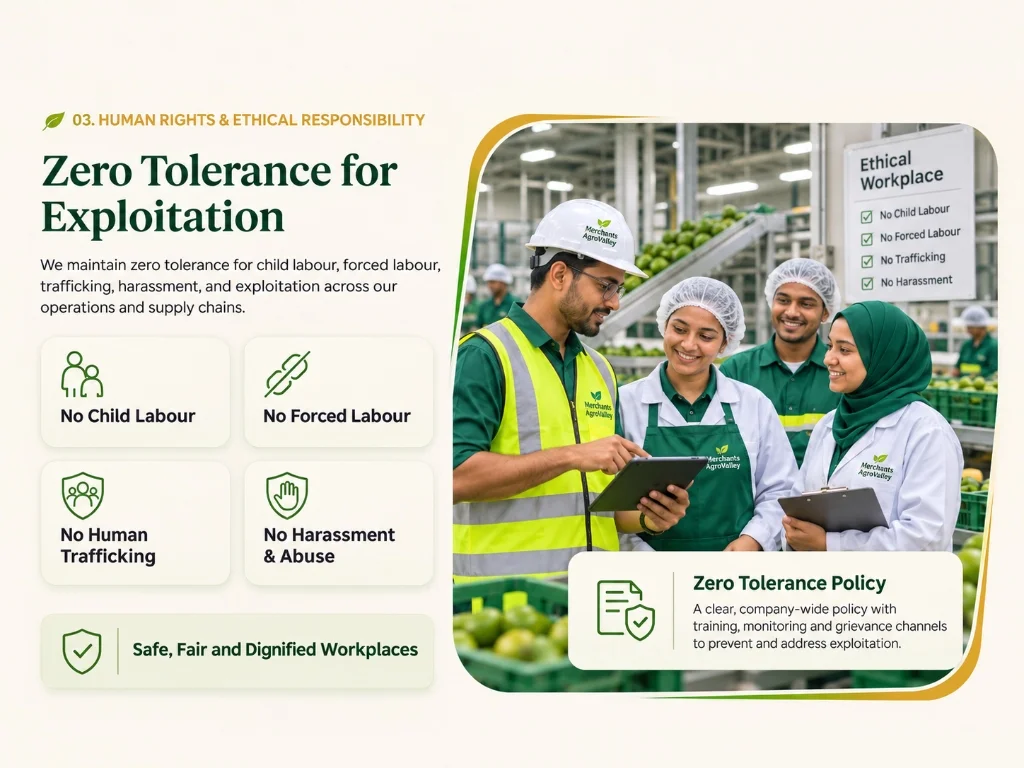 03. HUMAN RIGHTS & ETHICAL RESPONSIBILITY
Zero Tolerance for
Exploitation
We maintain zero tolerance for child labour, forced labour,
trafficking, harassment, and exploitation across our
operations and supply chains.
No Child Labour
No Forced Labour
No Human
Trafficking
No Harassment
& Abuse
Safe, Fair and Dignified Workplaces
Ethical
Workplace
No Child Labour
No Forced Labour
No Trafficking
No Harassment
Merchants
AgroValley
Merchants
AgroValley
Merchants
AgroValley
Merchants
AgroValley
Zero Tolerance Policy
A clear, company-wide policy with
training, monitoring and grievance channels
to prevent and address exploitation.